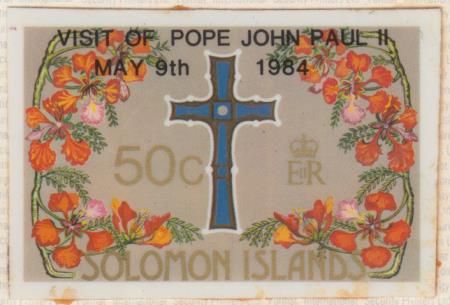 VISIT OF POPE JOHN PAUL II
MAY 9th 1984
50c
EIIR
SOLOMON ISLANDS